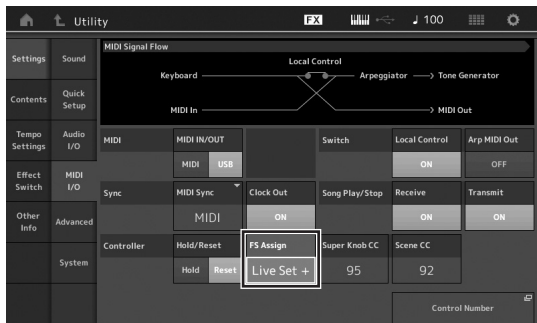 Utility
FX
♩ 100
Settings
Sound
Contents
Quick
Setup
Tempo
Settings
Audio
I/O
Effect
Switch
MIDI
I/O
Other
Info
Advanced
System
MIDI Signal Flow
Local Control
Keyboard
Arpeggiator
Tone Generator
MIDI In
MIDI Out
MIDI
MIDI IN/OUT
Switch
Local Control
Arp MIDI Out
MIDI USB
ON
OFF
Sync
MIDI Sync
Clock Out
Song Play/Stop
Receive
Transmit
MIDI
ON
ON
ON
Controller
Hold/Reset
FS Assign
Super Knob CC
Scene CC
Hold Reset
Live Set +
95
92
Control Number